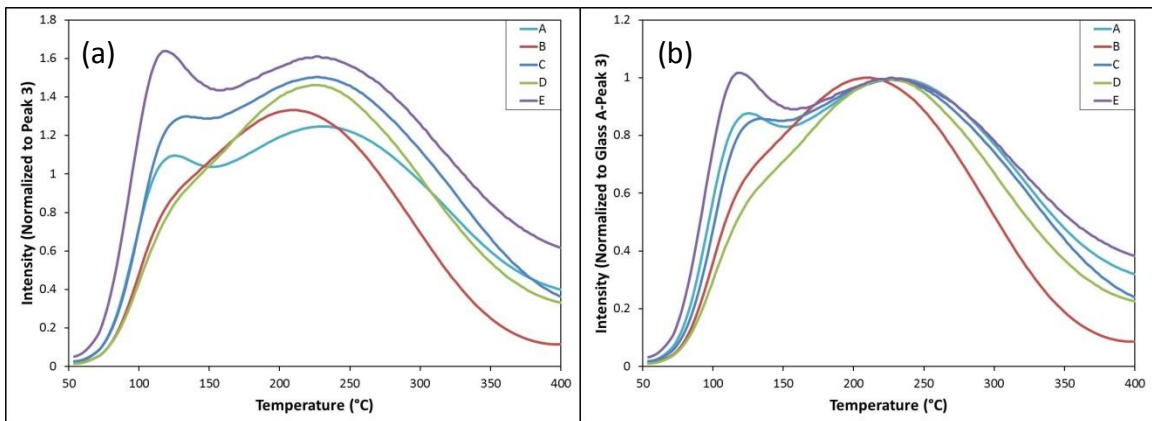 (a)
Intensity (Normalized to Peak 3)
1.8
1.6
1.4
1.2
1
0.8
0.6
0.4
0.2
0
50 100 150 200 250 300 350 400
Temperature (°C)
A
B
C
D
E
(b)
Intensity (Normalized to Glass A-Peak 3)
1.2
1
0.8
0.6
0.4
0.2
0
50 100 150 200 250 300 350 400
Temperature (°C)
A
B
C
D
E